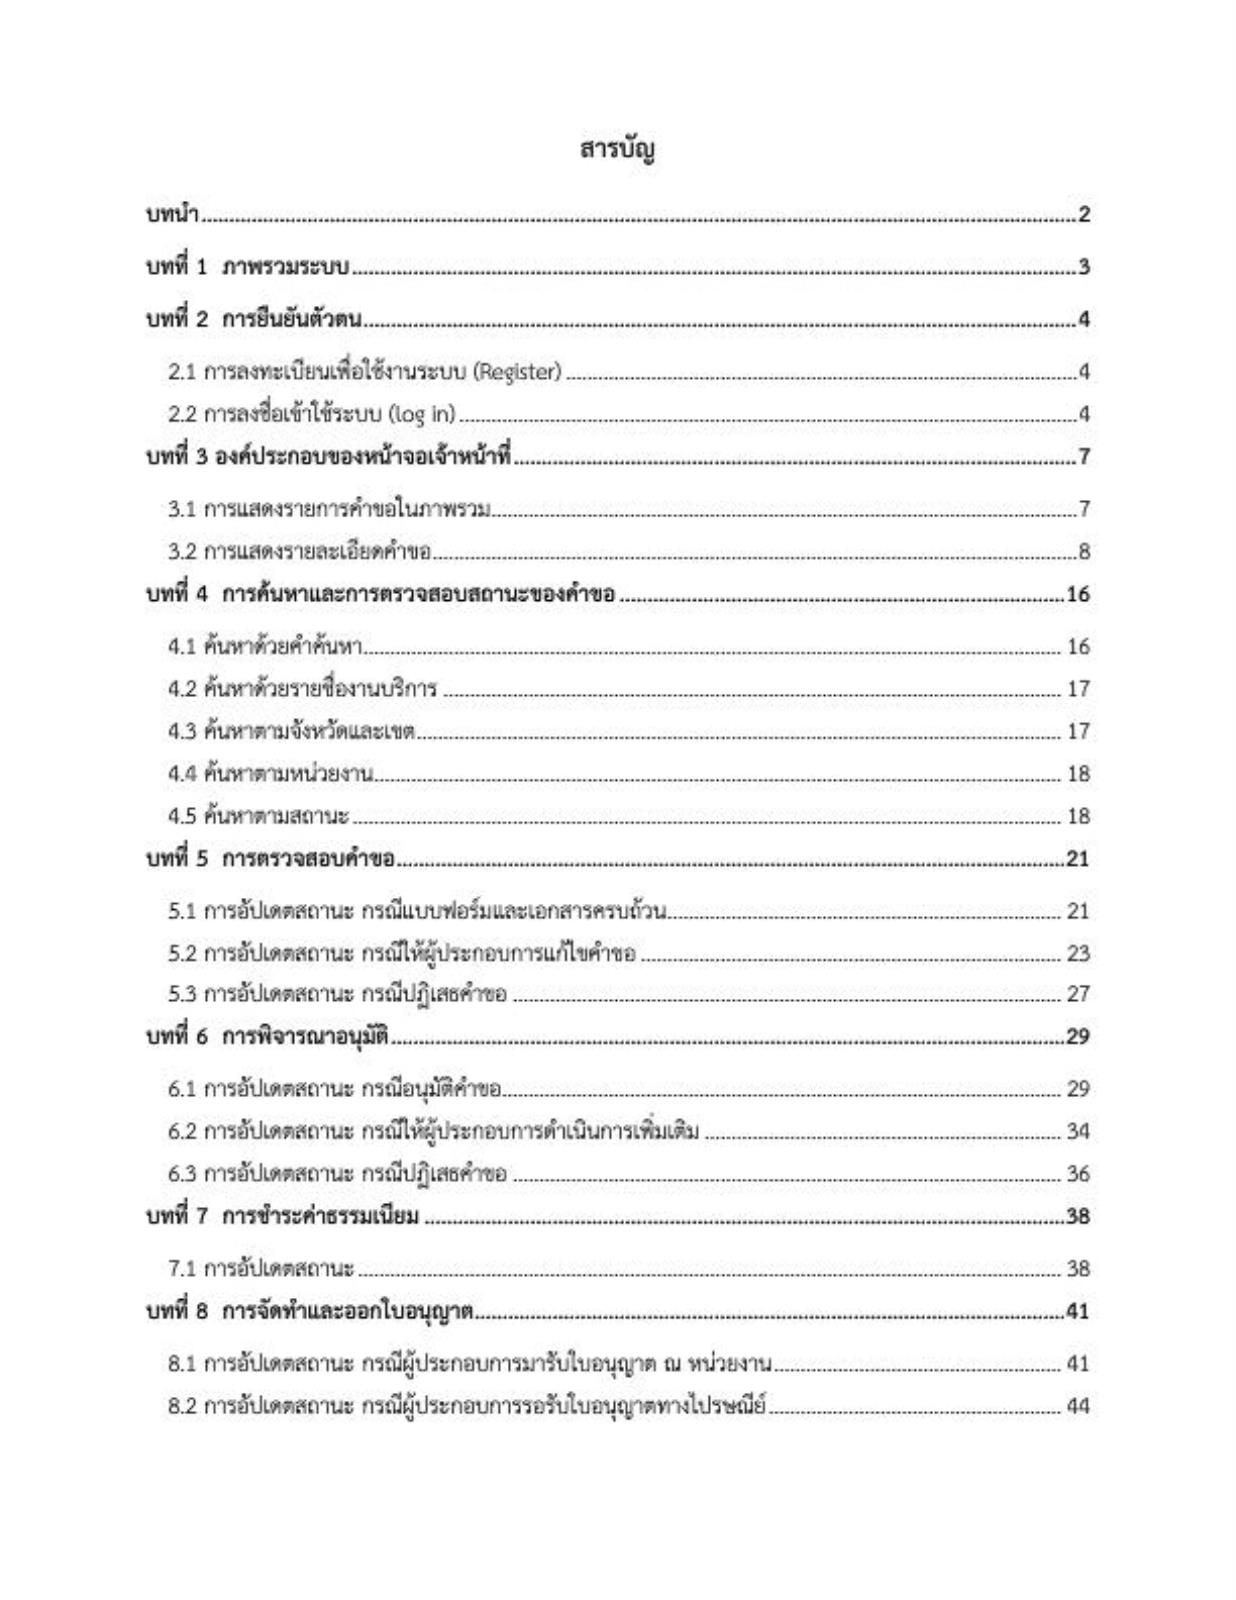 สารบัญ
บทนำ 2
บทที่ 1 ภาพรวมระบบ 3
บทที่ 2 การยืนยันตัวตน 4
2.1 การลงทะเบียนเพื่อใช้งานระบบ (Register) 4
2.2 การลงชื่อเข้าใช้ระบบ (log in) 4
บทที่ 3 องค์ประกอบของหน้าจอเจ้าหน้าที่ 7
3.1 การแสดงรายการคำขอในภาพรวม 7
3.2 การแสดงรายละเอียดคำขอ 8
บทที่ 4 การค้นหาและการตรวจสอบสถานะของคำขอ 16
4.1 ค้นหาด้วยคำค้นหา 16
4.2 ค้นหาด้วยรายชื่องานบริการ 17
4.3 ค้นหาตามจังหวัดและเขต 17
4.4 ค้นหาตามหน่วยงาน 18
4.5 ค้นหาตามสถานะ 18
บทที่ 5 การตรวจสอบคำขอ 21
5.1 การอัปเดตสถานะ กรณีแบบฟอร์มและเอกสารครบถ้วน 21
5.2 การอัปเดตสถานะ กรณีให้ผู้ประกอบการแก้ไขคำขอ 23
5.3 การอัปเดตสถานะ กรณีปฏิเสธคำขอ 27
บทที่ 6 การพิจารณาอนุมัติ 29
6.1 การอัปเดตสถานะ กรณีอนุมัติคำขอ 29
6.2 การอัปเดตสถานะ กรณีให้ผู้ประกอบการดำเนินการเพิ่มเติม 34
6.3 การอัปเดตสถานะ กรณีปฏิเสธคำขอ 36
บทที่ 7 การชำระค่าธรรมเนียม 38
7.1 การอัปเดตสถานะ 38
บทที่ 8 การจัดทำและออกใบอนุญาต 41
8.1 การอัปเดตสถานะ กรณีผู้ประกอบการมารับใบอนุญาต ณ หน่วยงาน 41
8.2 การอัปเดตสถานะ กรณีผู้ประกอบการรอรับใบอนุญาตทางไปรษณีย์ 44